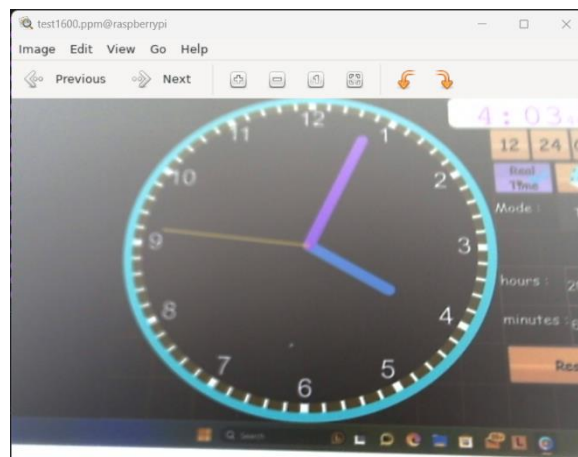 test1600.ppm@raspberrypi
Image Edit View Go Help
Previous Next
4:03
12 24
Real
Time
Mode :
12
11 1
10 2
9 3
8 4
7 5
6
hours :
minutes :
Res
Search